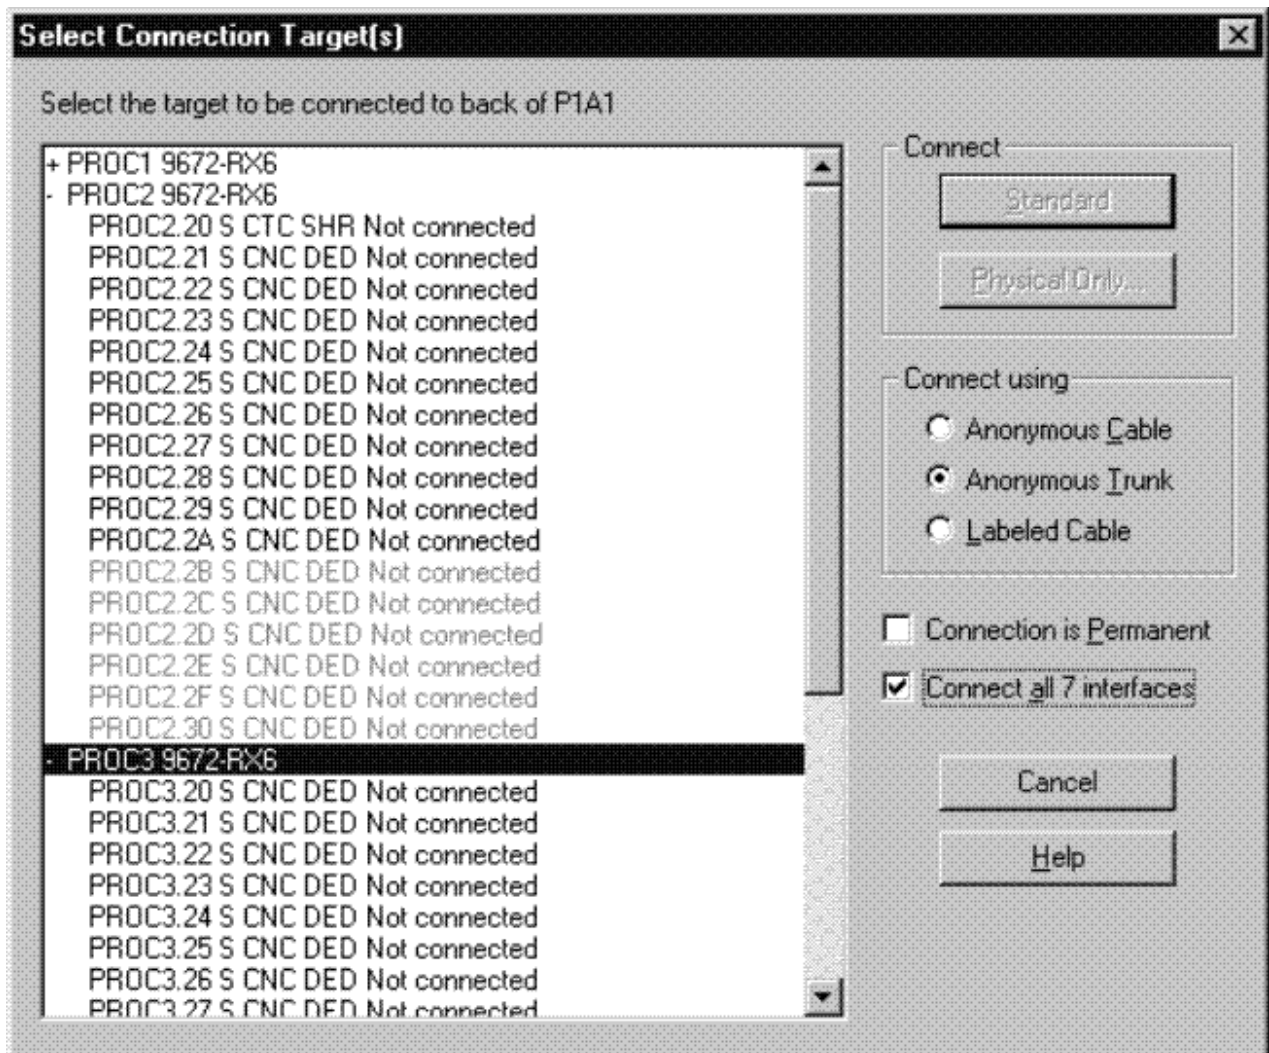 Select Connection Target(s)
Select the target to be connected to back of P1A1
+ PROC1 9672-RX6
- PROC2 9672-RX6
PROC2.20 S CTC SHR Not connected
PROC2.21 S CNC DED Not connected
PROC2.22 S CNC DED Not connected
PROC2.23 S CNC DED Not connected
PROC2.24 S CNC DED Not connected
PROC2.25 S CNC DED Not connected
PROC2.26 S CNC DED Not connected
PROC2.27 S CNC DED Not connected
PROC2.28 S CNC DED Not connected
PROC2.29 S CNC DED Not connected
PROC2.2A S CNC DED Not connected
PROC2.2B S CNC DED Not connected
PROC2.2C S CNC DED Not connected
PROC2.2D S CNC DED Not connected
PROC2.2E S CNC DED Not connected
PROC2.2F S CNC DED Not connected
PROC2.30 S CNC DED Not connected
- PROC3 9672-RX6
PROC3.20 S CNC DED Not connected
PROC3.21 S CNC DED Not connected
PROC3.22 S CNC DED Not connected
PROC3.23 S CNC DED Not connected
PROC3.24 S CNC DED Not connected
PROC3.25 S CNC DED Not connected
PROC3.26 S CNC DED Not connected
PROC3.27 S CNC DED Not connected
Connect
Standard
Physical Only...
Connect using
Anonymous Cable
Anonymous Trunk
Labeled Cable
Connection is Permanent
Connect all 7 interfaces
Cancel
Help